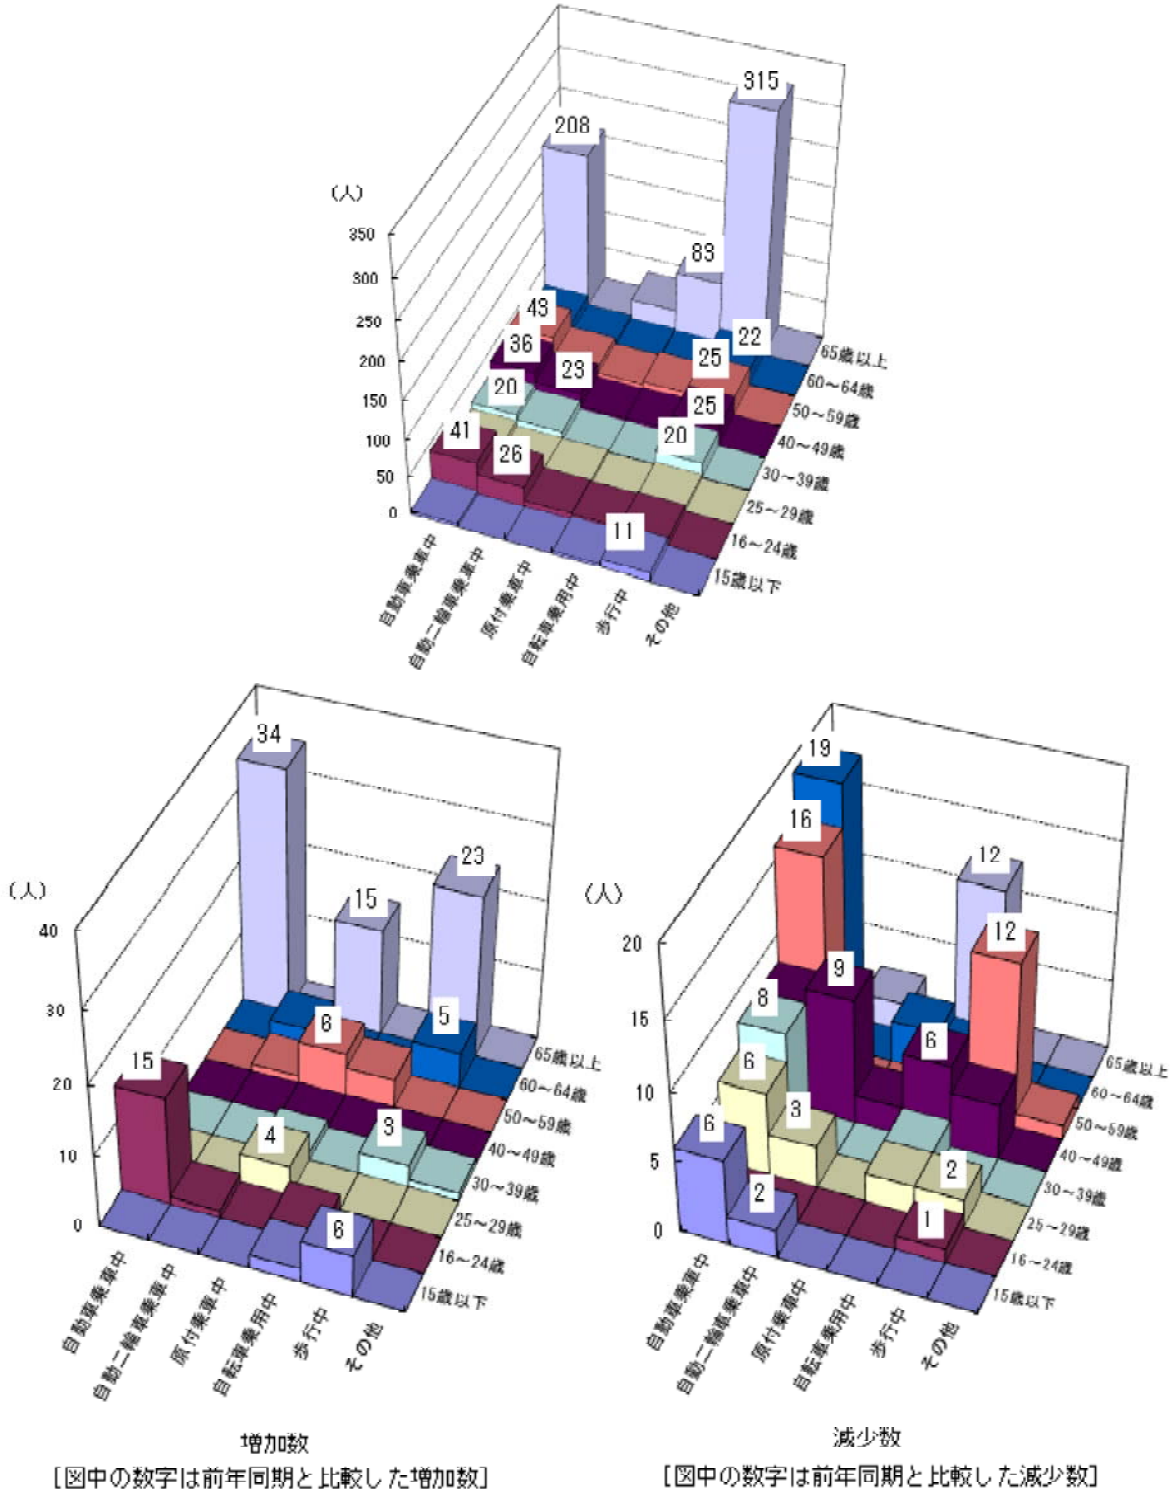 315
208
(人)
350
83
300
43
250
22
65歳以上
36
25
60～64歳
200
23
50～59歳
20
25
150
40～49歳
41
20
100
26
30～39歳
50
25～29歳
0
11
16～24歳
15歳以下
自動車乗車中
自動二輪車乗車中
原付乗車中
自転車乗用中
歩行中
その他
34
23
(人)
15
40
30
6
5
65歳以上
15
60～64歳
20
50～59歳
4
3
40～49歳
10
30～39歳
25～29歳
0
6
16～24歳
15歳以下
自動車乗車中
自動二輪車乗車中
原付乗車中
自転車乗用中
歩行中
その他
増加数
[図中の数字は前年同期と比較した増加数]
19
16
12
(人)
20
12
9
8
15
6
65歳以上
6
60～64歳
10
3
50～59歳
6
40～49歳
5
2
30～39歳
2
25～29歳
0
1
16～24歳
15歳以下
自動車乗車中
自動二輪車乗車中
原付乗車中
自転車乗用中
歩行中
その他
減少数
[図中の数字は前年同期と比較した減少数]